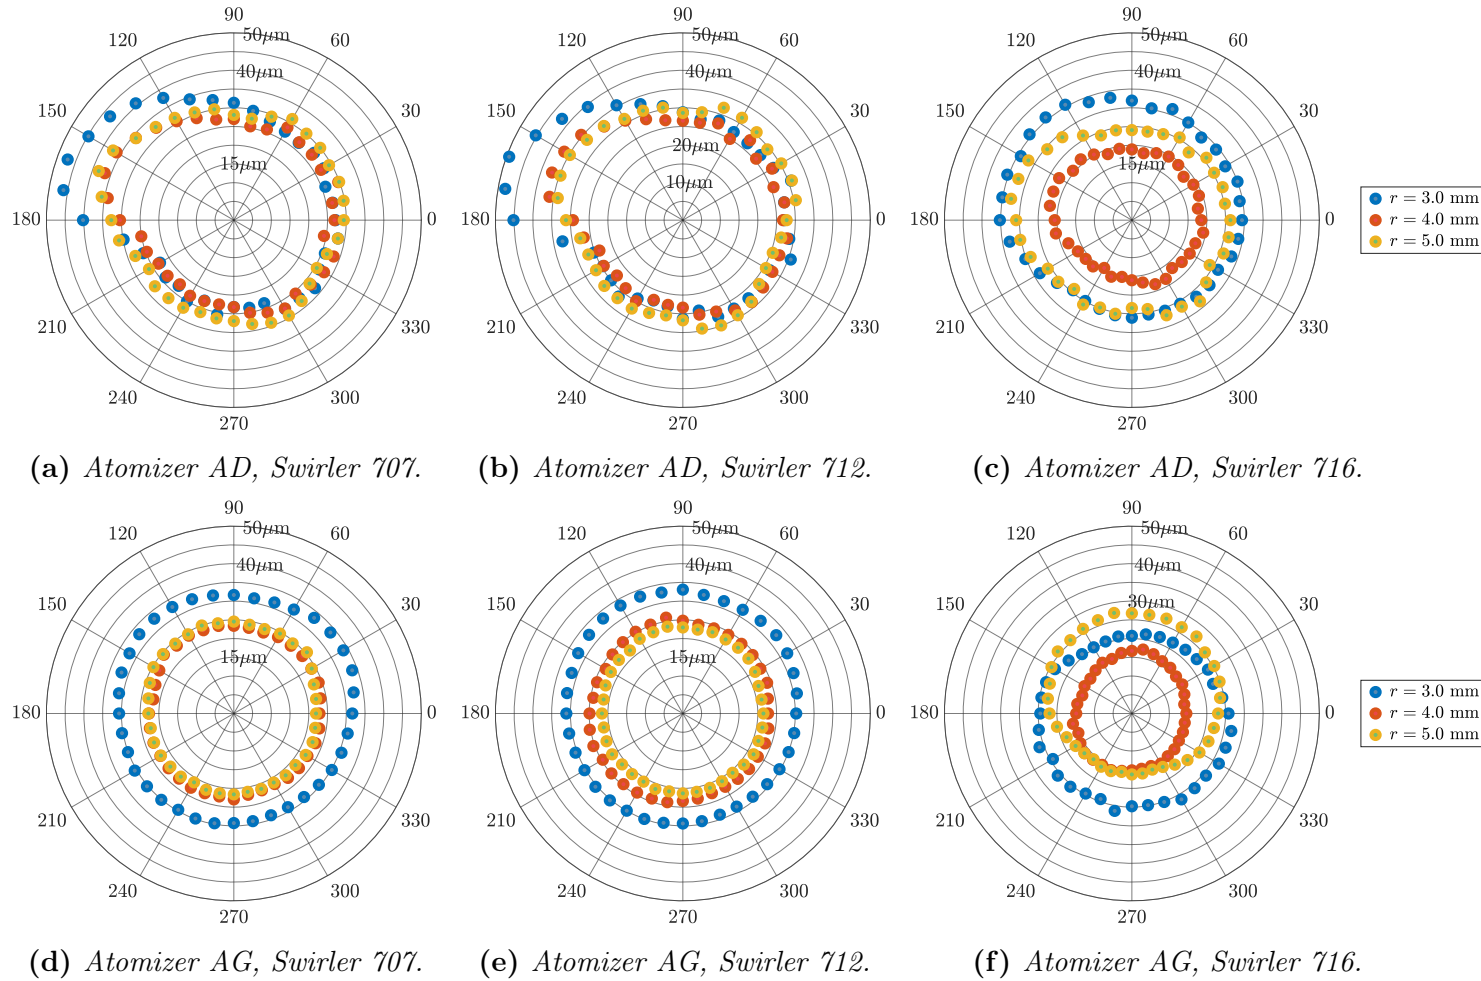 90 90 90
120 50μm 60 120 50μm 60 120 50μm 60
40μm 40μm 40μm
150 30 150 30 150 30
15μm 20μm 15μm
10μm
180 0 180 0 180 0
r = 3.0 mm
r = 4.0 mm
r = 5.0 mm
210 330 210 330 210 330
240 300 240 300 240 300
270 270 270
(a) Atomizer AD, Swirler 707. (b) Atomizer AD, Swirler 712. (c) Atomizer AD, Swirler 716.
90 90 90
120 50μm 60 120 50μm 60 120 50μm 60
40μm 40μm 40μm
150 30 150 30 150 30μm 30
15μm 15μm
180 0 180 0 180 0
r = 3.0 mm
r = 4.0 mm
r = 5.0 mm
210 330 210 330 210 330
240 300 240 300 240 300
270 270 270
(d) Atomizer AG, Swirler 707. (e) Atomizer AG, Swirler 712. (f) Atomizer AG, Swirler 716.